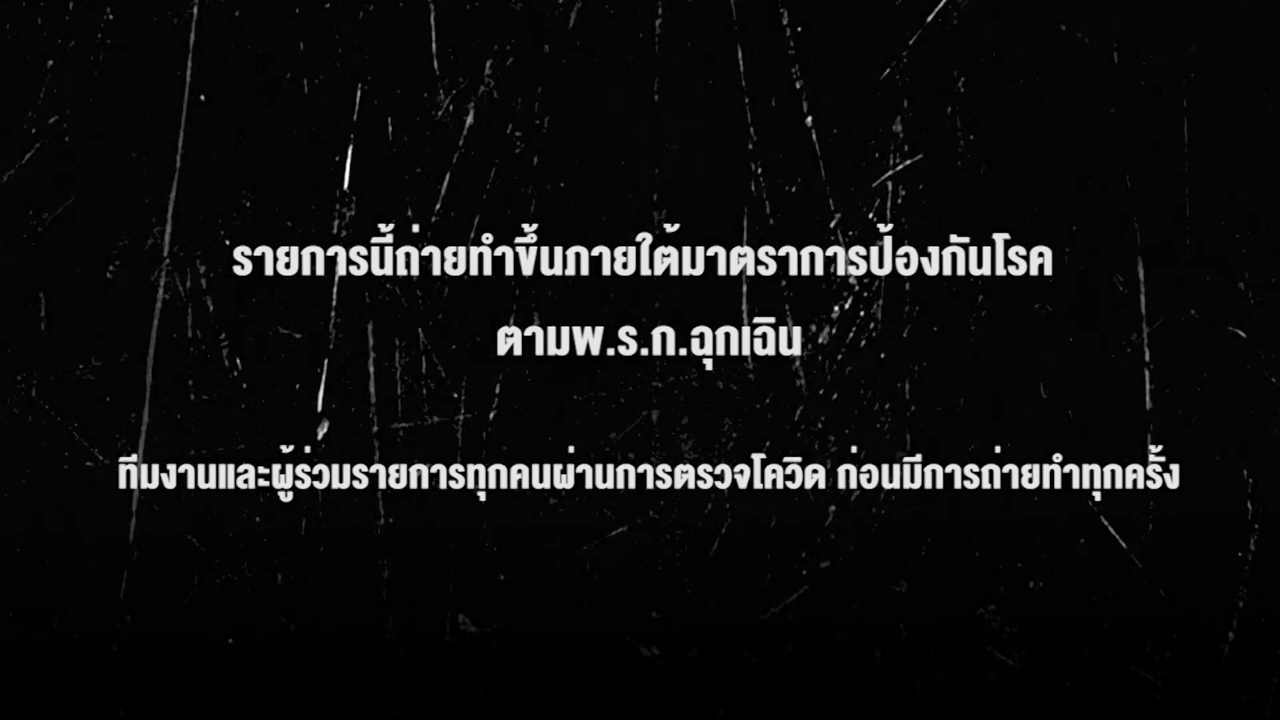 รายการนี้ถ่ายทำขึ้นภายใต้มาตราการป้องกันโรค
ตามพ.ร.ก.ฉุกเฉิน
ทีมงานและผู้ร่วมรายการทุกคนผ่านการตรวจโควิด ก่อนมีการถ่ายทำทุกครั้ง